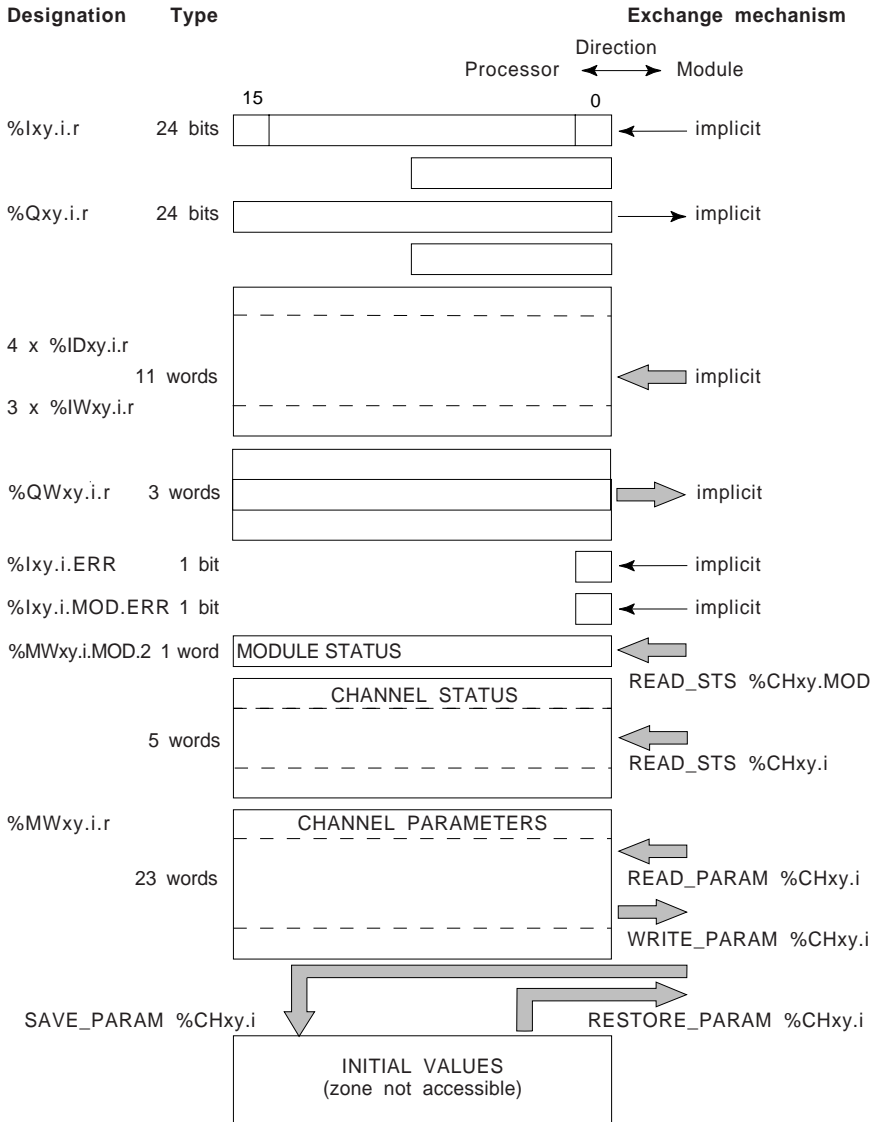 Designation Type Exchange mechanism
Direction
Processor Module
15 0
%Ixy.i.r 24 bits implicit
%Qxy.i.r 24 bits implicit
4 x %IDxy.i.r
11 words implicit
3 x %IWxy.i.r
%QWxy.i.r 3 words implicit
%Ixy.i.ERR 1 bit implicit
%Ixy.i.MOD.ERR 1 bit implicit
%MWxy.i.MOD.2 1 word MODULE STATUS
READ_STS %CHxy.MOD
CHANNEL STATUS
5 words
READ_STS %CHxy.i
%MWxy.i.r CHANNEL PARAMETERS
23 words READ_PARAM %CHxy.i
WRITE_PARAM %CHxy.i
SAVE_PARAM %CHxy.i RESTORE_PARAM %CHxy.i
INITIAL VALUES
(zone not accessible)